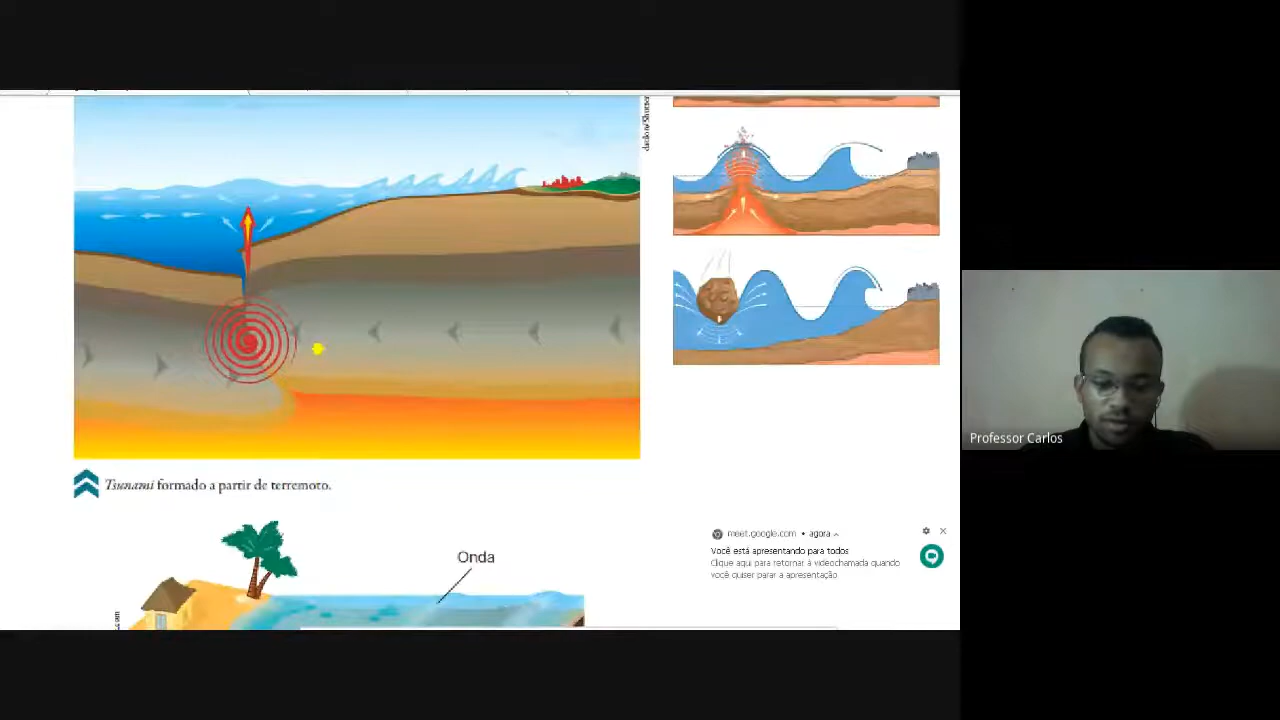 Tsunami formado a partir de terremoto.
Onda
meet.google.com • agora
Você está apresentando para todos
Clique aqui para retornar à videochamada quando
você quiser parar a apresentação
Professor Carlos